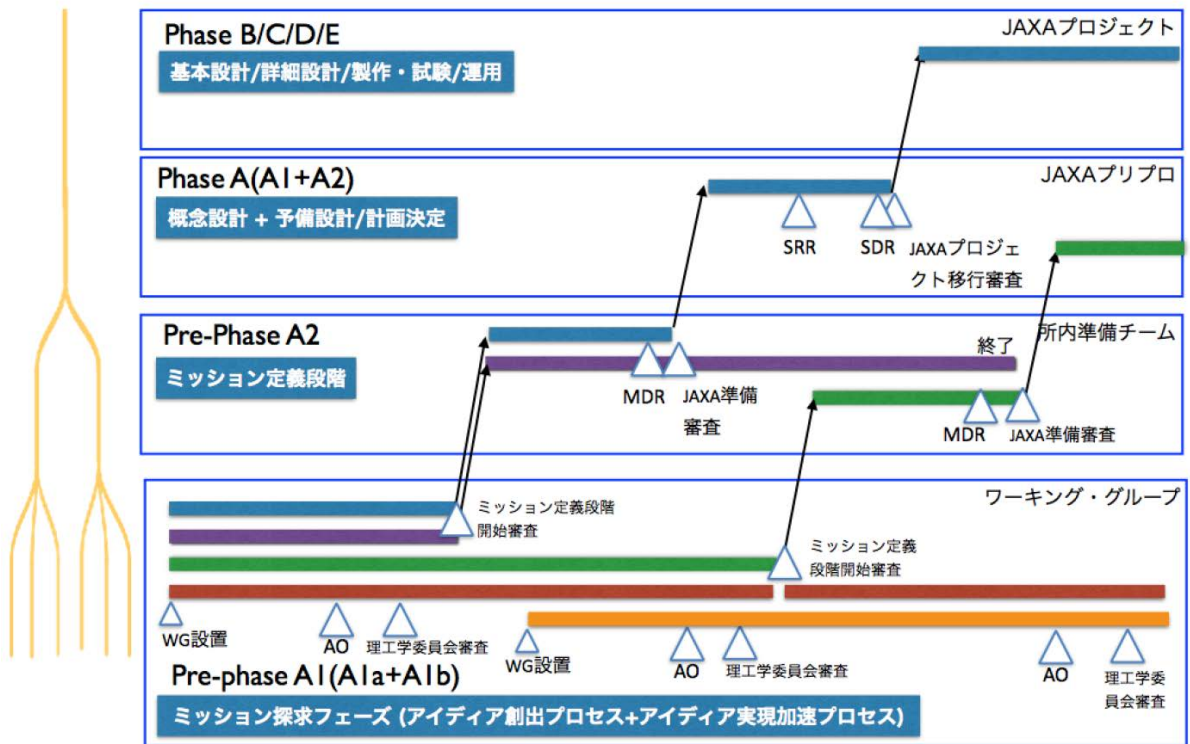 Phase B/C/D/E
JAXAプロジェクト
基本設計/詳細設計/製作・試験/運用
Phase A(A1+A2)
JAXAプリプロ
概念設計 + 予備設計/計画決定
SRR
SDR
JAXAプロジェ
クト移行審査
Pre-Phase A2
所内準備チーム
終了
ミッション定義段階
MDR
JAXA準備
審査
MDR
JAXA準備審査
ワーキング・グループ
ミッション定義段階
開始審査
ミッション定義
段階開始審査
WG設置
AO
理工学委員会審査
WG設置
AO
理工学委員会審査
AO
理工学委
員会審査
Pre-phase A1(A1a+A1b)
ミッション探求フェーズ (アイディア創出プロセス+アイディア実現加速プロセス)